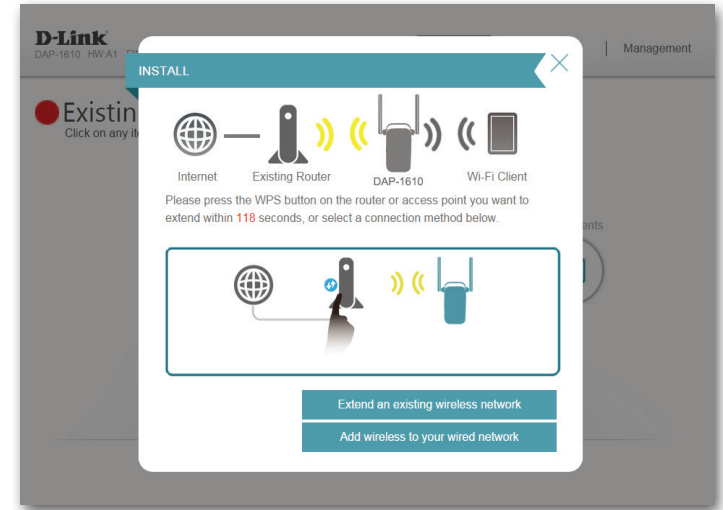 D-Link
DAP-1610 HW:A1
Management
INSTALL
Existin
Click on any
Internet
Existing Router
DAP-1610
Wi-Fi Client
Please press the WPS button on the router or access point you want to
extend within 118 seconds, or select a connection method below.
ents
Extend an existing wireless network
Add wireless to your wired network